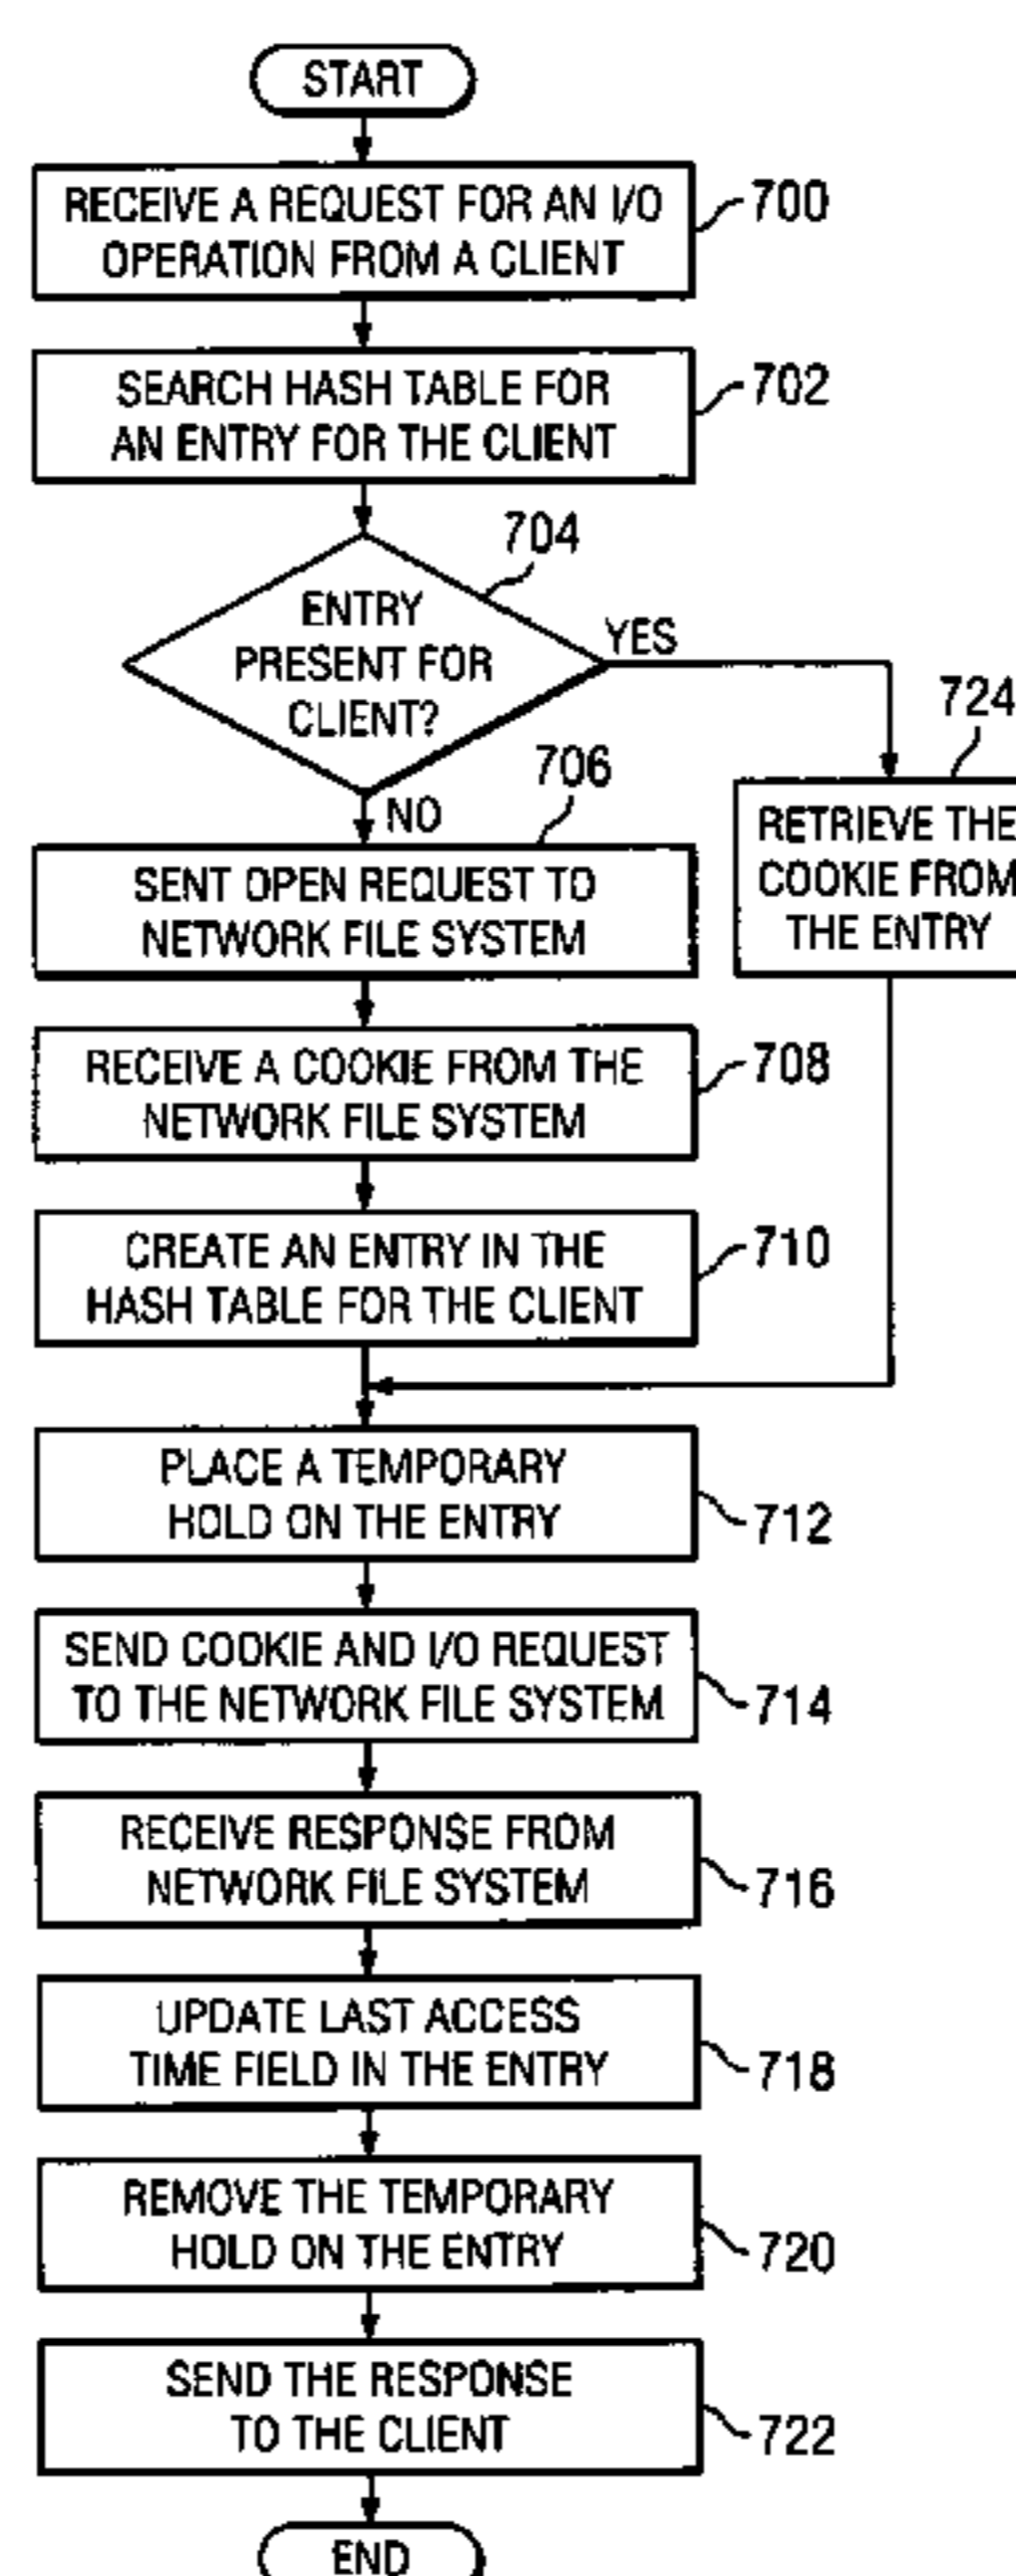 START
RECEIVE A REQUEST FOR AN I/O
OPERATION FROM A CLIENT
700
SEARCH HASH TABLE FOR
AN ENTRY FOR THE CLIENT
702
704
ENTRY
PRESENT FOR
CLIENT?
YES
NO
724
RETRIEVE THE
COOKIE FROM
THE ENTRY
706
SENT OPEN REQUEST TO
NETWORK FILE SYSTEM
RECEIVE A COOKIE FROM THE
NETWORK FILE SYSTEM
708
CREATE AN ENTRY IN THE
HASH TABLE FOR THE CLIENT
710
PLACE A TEMPORARY
HOLD ON THE ENTRY
712
SEND COOKIE AND I/O REQUEST
TO THE NETWORK FILE SYSTEM
714
RECEIVE RESPONSE FROM
NETWORK FILE SYSTEM
716
UPDATE LAST ACCESS
TIME FIELD IN THE ENTRY
718
REMOVE THE TEMPORARY
HOLD ON THE ENTRY
720
SEND THE RESPONSE
TO THE CLIENT
722
END